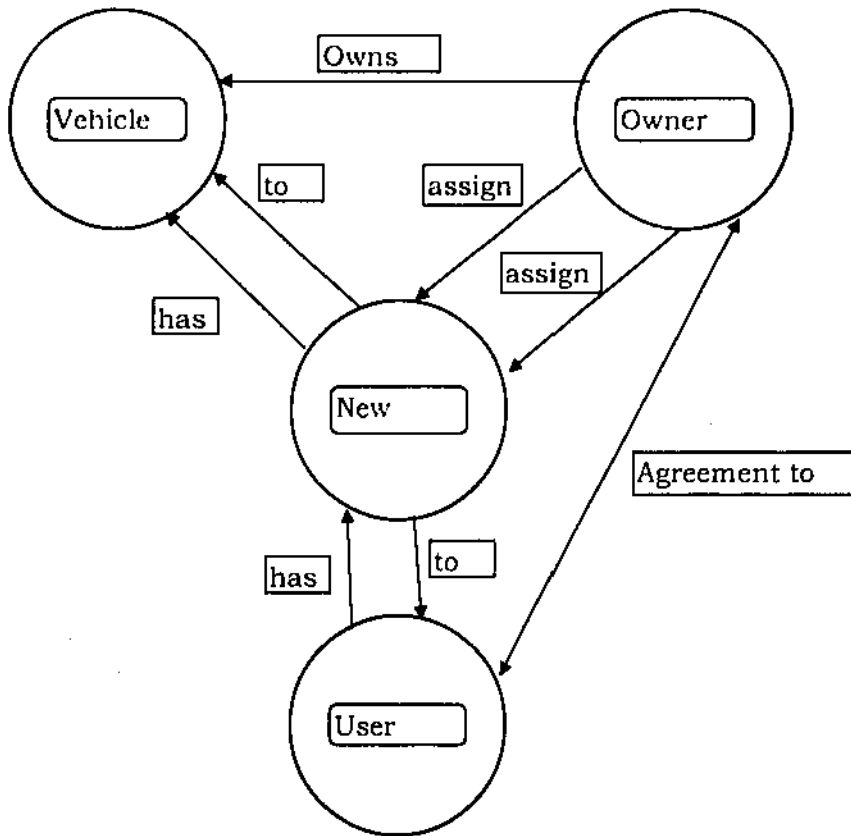 Owns
Vehicle
Owner
to
assign
assign
has
New
Agreement to
has
to
User